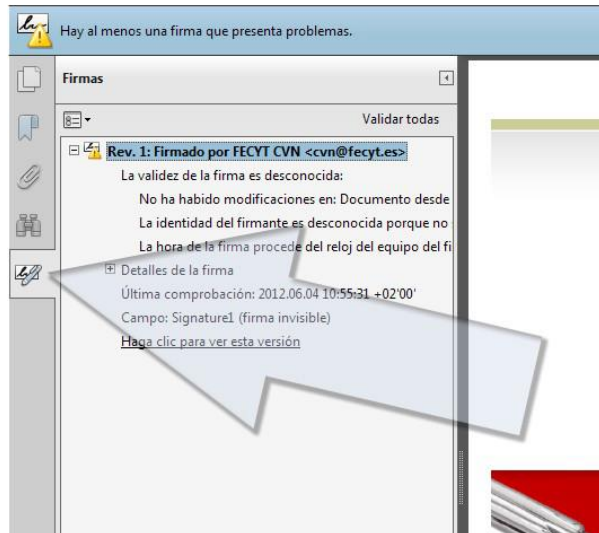 Hay al menos una firma que presenta problemas.
Firmas
Validar todas
Rev. 1: Firmado por FECYT CVN <cvn@fecyt.es>
La validez de la firma es desconocida:
No ha habido modificaciones en: Documento desde
La identidad del firmante es desconocida porque no
La hora de la firma procede del reloj del equipo del fi
Detalles de la firma
Última comprobación: 2012.06.04 10:55:31 +02'00'
Campo: Signature1 (firma invisible)
Haga clic para ver esta versión